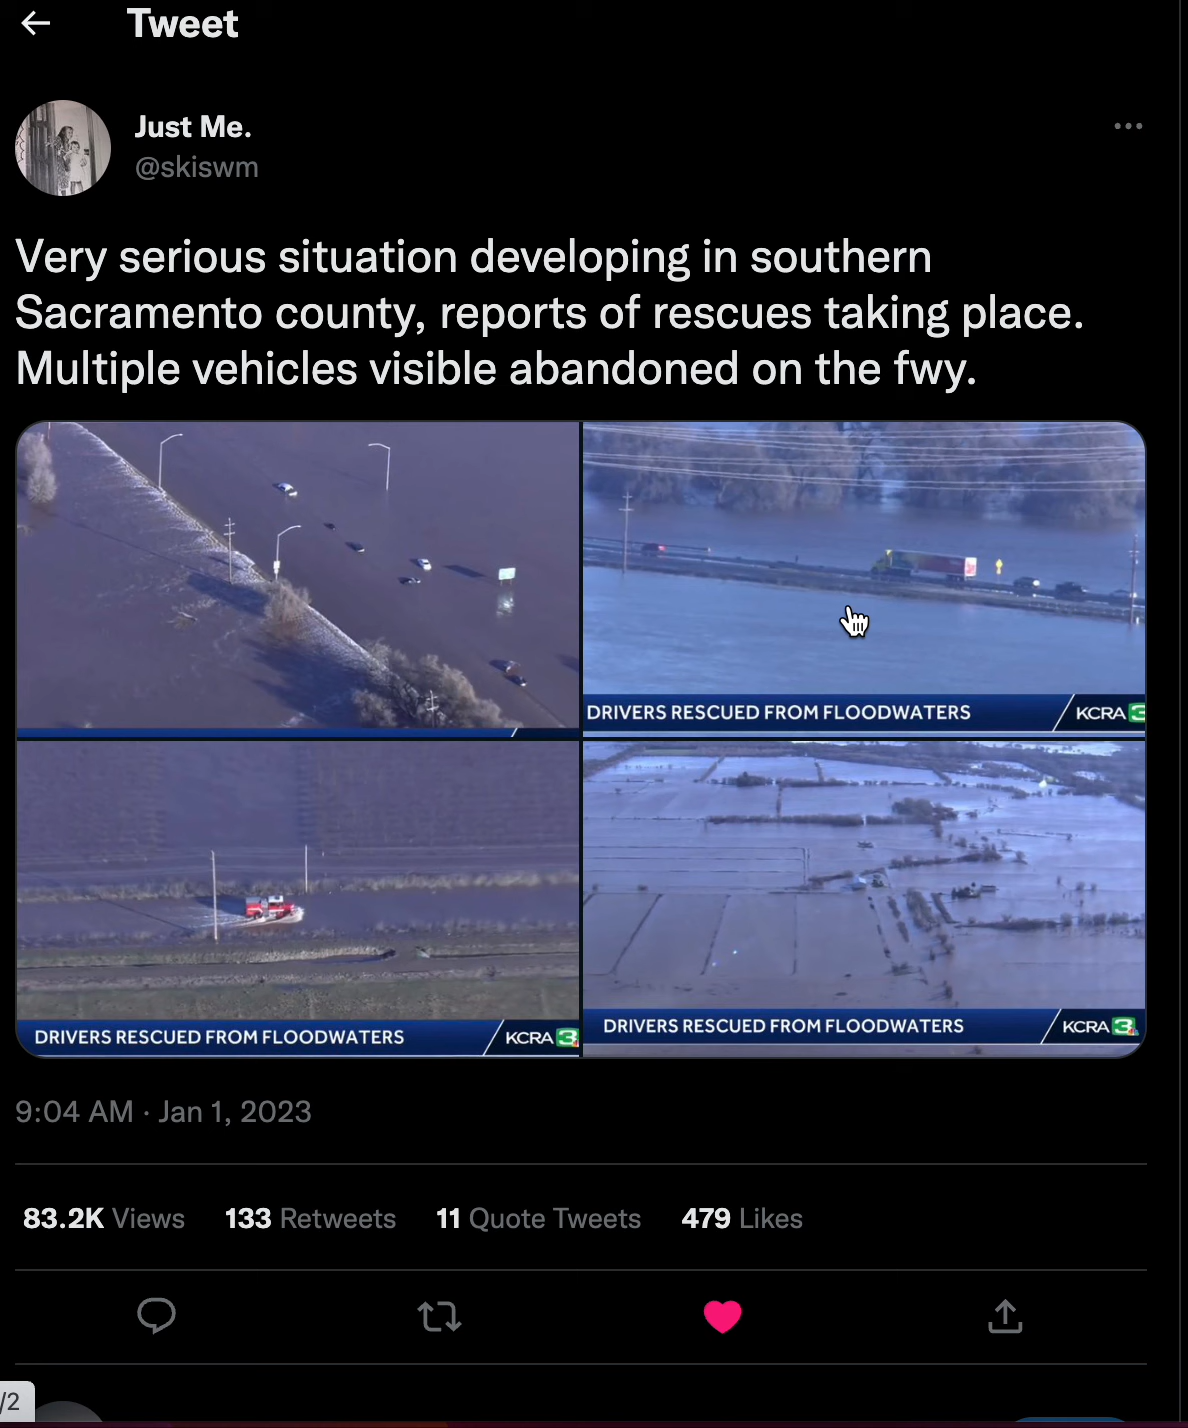 Tweet
Just Me.
@skiswm
Very serious situation developing in southern
Sacramento county, reports of rescues taking place.
Multiple vehicles visible abandoned on the fwy.
DRIVERS RESCUED FROM FLOODWATERS KCRA 3
DRIVERS RESCUED FROM FLOODWATERS KCRA 3
DRIVERS RESCUED FROM FLOODWATERS KCRA 3
9:04 AM · Jan 1, 2023
83.2K Views 133 Retweets 11 Quote Tweets 479 Likes
/2